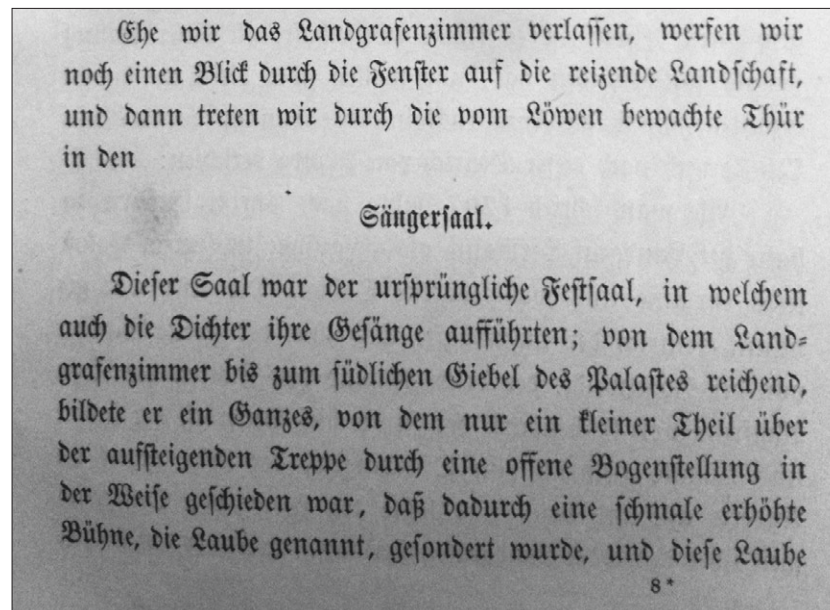 Ehe wir das Landgrafenzimmer verlassen, werfen wir
noch einen Blick durch die Fenster auf die reizende Landschaft,
und dann treten wir durch die vom Löwen bewachte Thür
in den
Sängersaal.
Dieser Saal war der ursprüngliche Festsaal, in welchem
auch die Dichter ihre Gesänge aufführten; von dem Land-
grafenzimmer bis zum südlichen Giebel des Palastes reichend,
bildete er ein Ganzes, von dem nur ein kleiner Theil über
der aufsteigenden Treppe durch eine offene Bogenstellung in
der Weise geschieden war, daß dadurch eine schmale erhöhte
Bühne, die Laube genannt, gesondert wurde, und diese Laube
8*